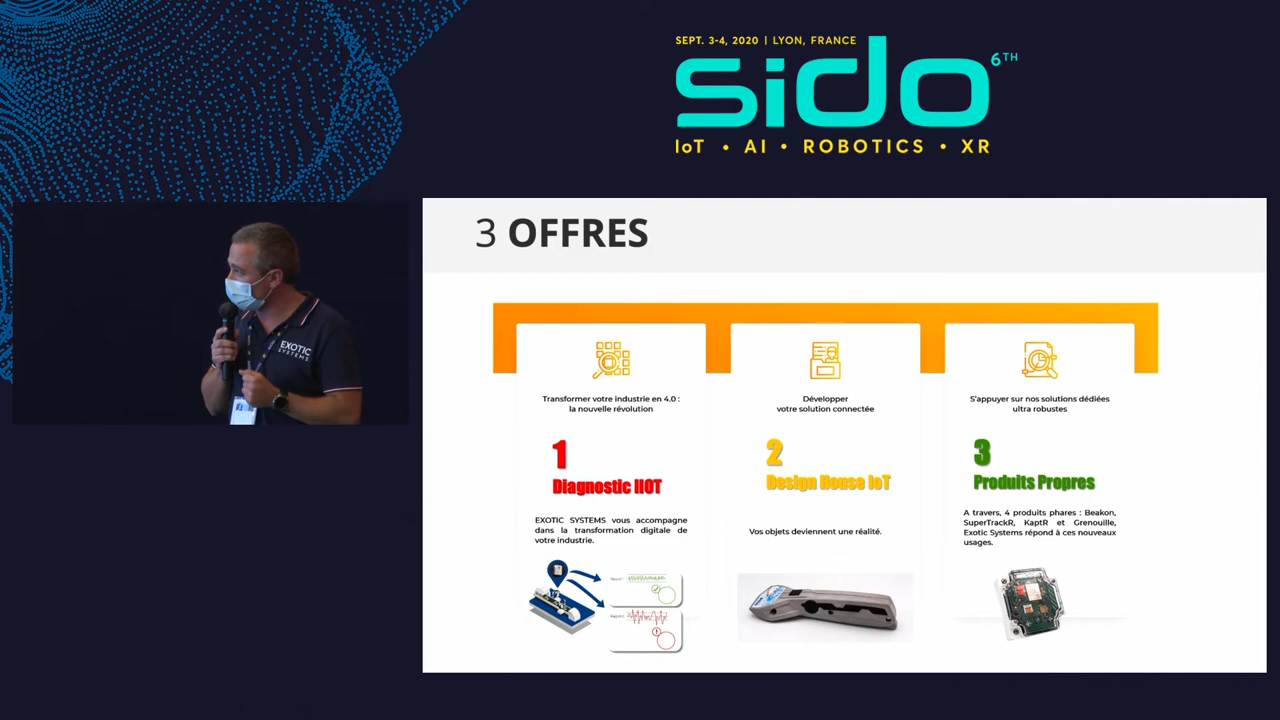 SEPT. 3-4, 2020 | LYON, FRANCE
sido 6TH
IoT • AI • ROBOTICS • XR
3 OFFRES
Transformer votre industrie en 4.0 :
la nouvelle révolution
1
Diagnostic IIOT
EXOTIC SYSTEMS vous accompagne
dans la transformation digitale de
votre industrie.
Développer
votre solution connectée
2
Design House IoT
Vos objets deviennent une réalité.
S'appuyer sur nos solutions dédiées
ultra robustes
3
Produits Propres
A travers, 4 produits phares : Beakon,
SuperTrackR, KaptR et Grenouille,
Exotic Systems répond à ces nouveaux
usages.
EXOTIC
SYSTEMS